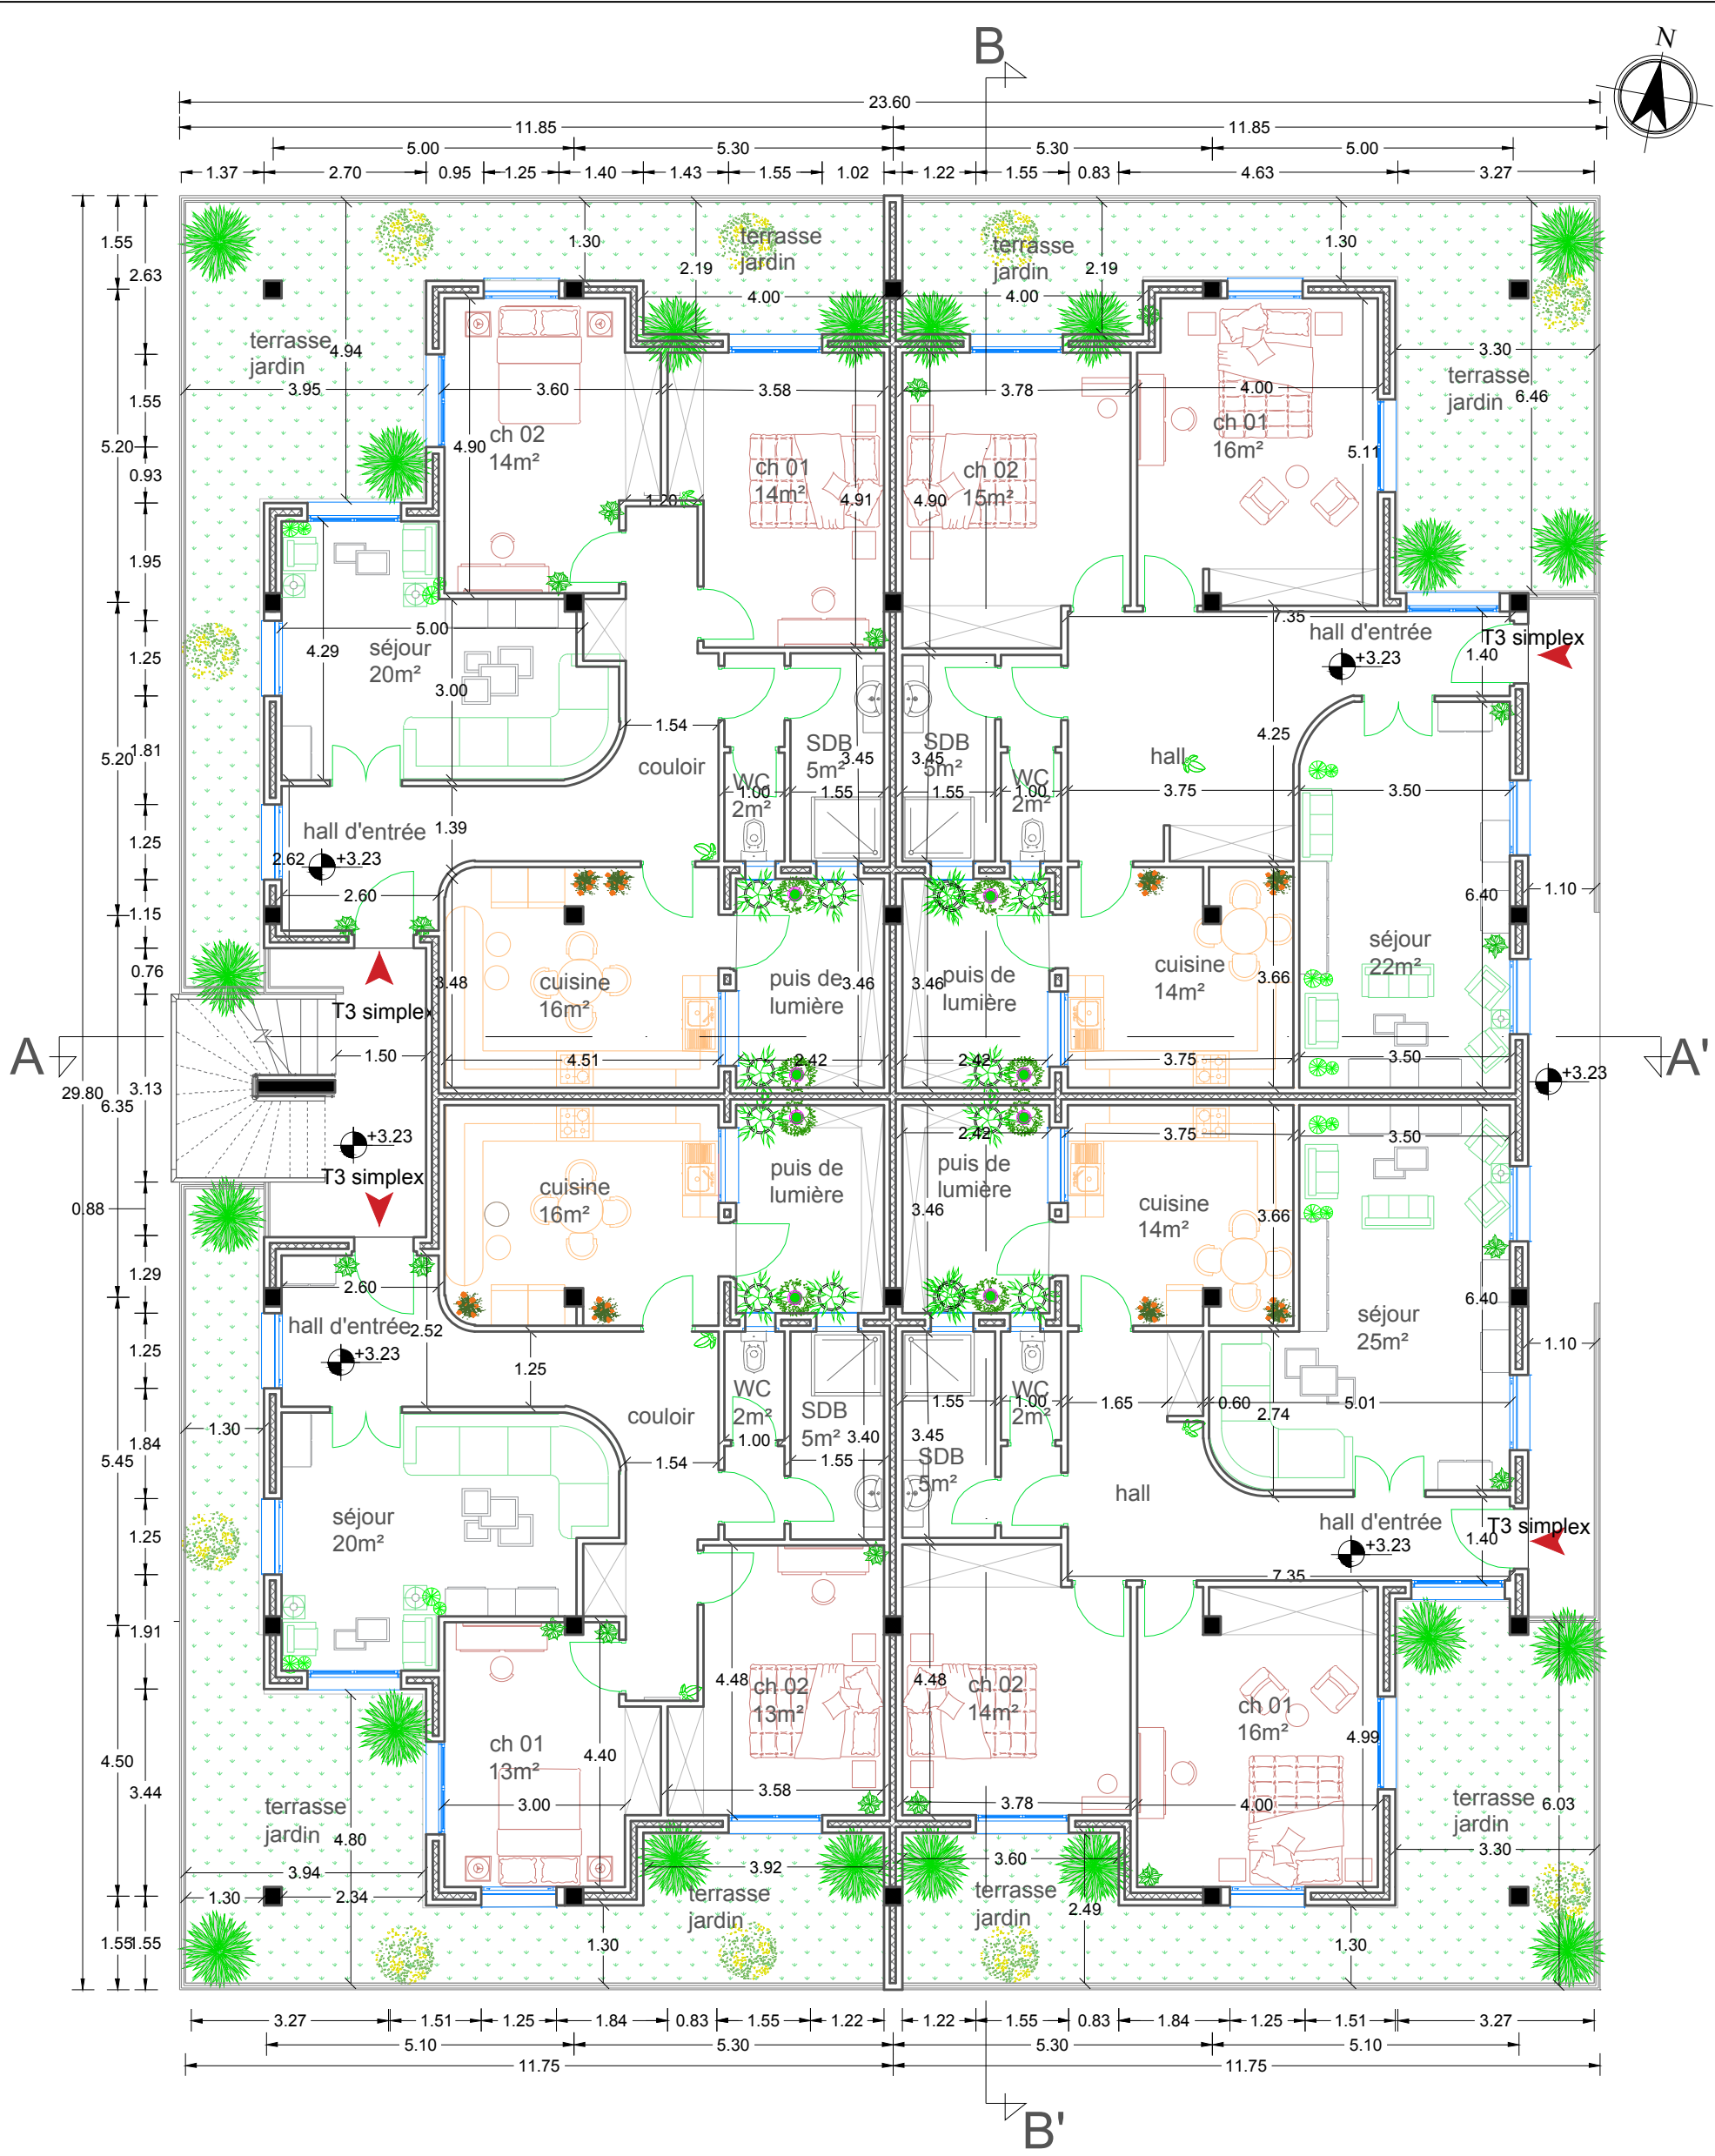 B
N
23.60
11.85
11.85
5.00
5.30
5.30
5.00
1.37
2.70
0.95
1.25
1.40
1.43
1.55
1.02
1.22
1.55
0.83
4.63
3.27
1.55
2.63
5.20
1.55
0.93
1.95
1.25
5.20
1.81
1.25
1.15
0.76
29.80
6.35
3.13
0.88
1.29
1.25
5.45
1.84
1.25
1.91
4.50
3.44
1.55
1.55
1.30
2.19
terrasse
jardin
4.00
terrasse
jardin
4.00
2.19
1.30
terrasse
jardin
4.94
3.95
3.60
ch 02
14m²
4.90
1.20
3.58
ch 01
14m²
4.91
3.78
ch 02
15m²
4.90
4.00
ch 01
16m²
5.11
3.30
terrasse
jardin
6.46
5.00
séjour
20m²
4.29
3.00
1.54
couloir
SDB
5m²
3.45
1.55
WC
2m²
1.00
SDB
5m²
3.45
1.55
WC
2m²
1.00
7.35
hall d'entrée
+3.23
T3 simplex
1.40
4.25
hall
3.75
3.50
hall d'entrée
+3.23
2.62
2.60
1.39
6.40
1.10
séjour
22m²
T3 simplex
3.48
cuisine
16m²
4.51
puis de
lumière
3.46
2.42
puis de
lumière
3.46
2.42
cuisine
14m²
3.66
3.75
3.50
A
A'
1.50
+3.23
+3.23
T3 simplex
cuisine
16m²
puis de
lumière
2.42
puis de
lumière
3.46
3.75
cuisine
14m²
3.66
3.50
séjour
25m²
6.40
1.10
2.60
hall d'entrée
+3.23
2.52
1.25
1.30
couloir
1.54
WC
2m²
1.00
SDB
5m²
3.40
1.55
1.55
3.45
SDB
5m²
WC
2m²
1.00
1.65
0.60
2.74
5.01
hall
hall d'entrée
+3.23
T3 simplex
1.40
7.35
séjour
20m²
ch 01
13m²
4.40
3.00
4.48
ch 02
13m²
3.58
4.48
ch 02
14m²
3.78
ch 01
16m²
4.99
4.00
terrasse
jardin
6.03
3.30
terrasse
jardin
4.80
3.94
1.30
2.34
3.92
terrasse
jardin
1.30
3.60
terrasse
jardin
2.49
1.30
3.27
1.51
1.25
1.84
0.83
1.55
1.22
1.22
1.55
0.83
1.84
1.25
1.51
3.27
5.10
5.30
5.30
5.10
11.75
11.75
B'